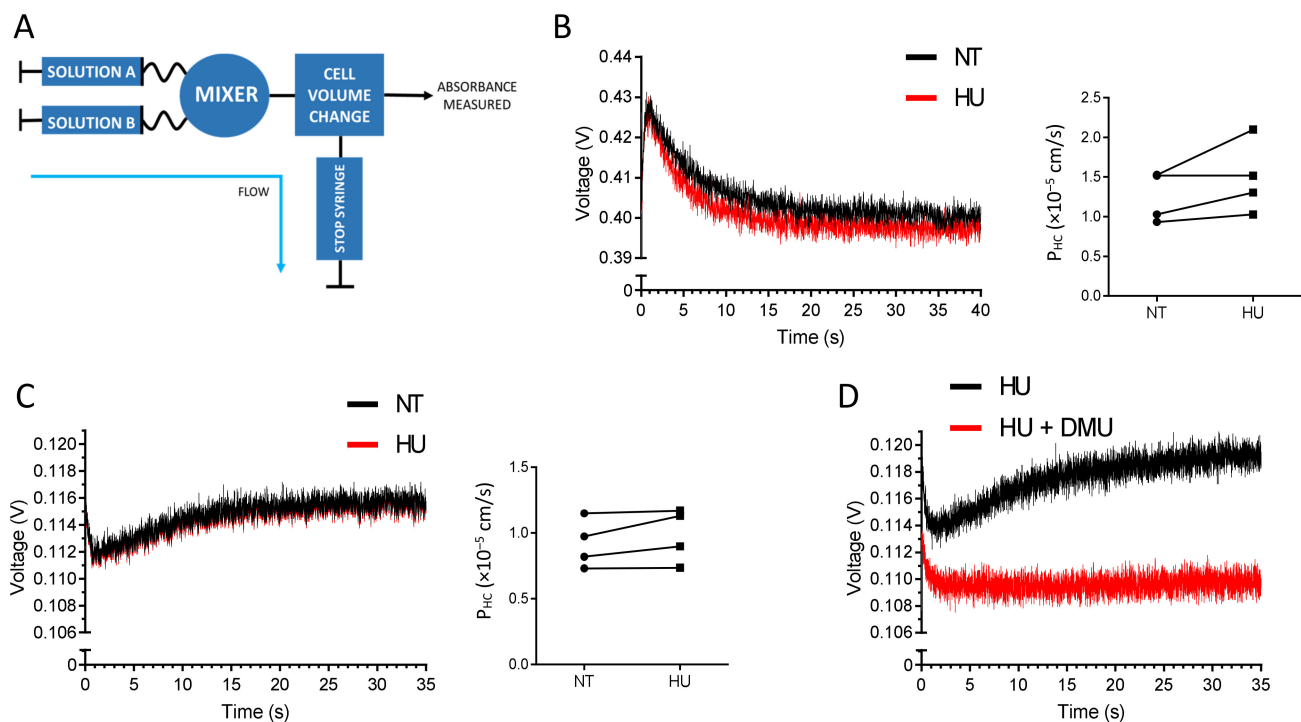 A
SOLUTION A
SOLUTION B
MIXER
CELL
VOLUME
CHANGE
ABSORBANCE
MEASURED
STOP SYRINGE
FLOW
B
NT
HU
0.44
0.43
0.42
0.41
0.40
0.39
0
Voltage (V)
0 5 10 15 20 25 30 35 40
Time (s)
2.5
2.0
1.5
1.0
0.5
0.0
PHC (×10⁻⁵ cm/s)
NT HU
C
NT
HU
0.120
0.118
0.116
0.114
0.112
0.110
0.108
0.106
0
Voltage (V)
0 5 10 15 20 25 30 35
Time (s)
1.5
1.0
0.5
0.0
PHC (×10⁻⁵ cm/s)
NT HU
D
HU
HU + DMU
0.120
0.118
0.116
0.114
0.112
0.110
0.108
0.106
0
Voltage (V)
0 5 10 15 20 25 30 35
Time (s)